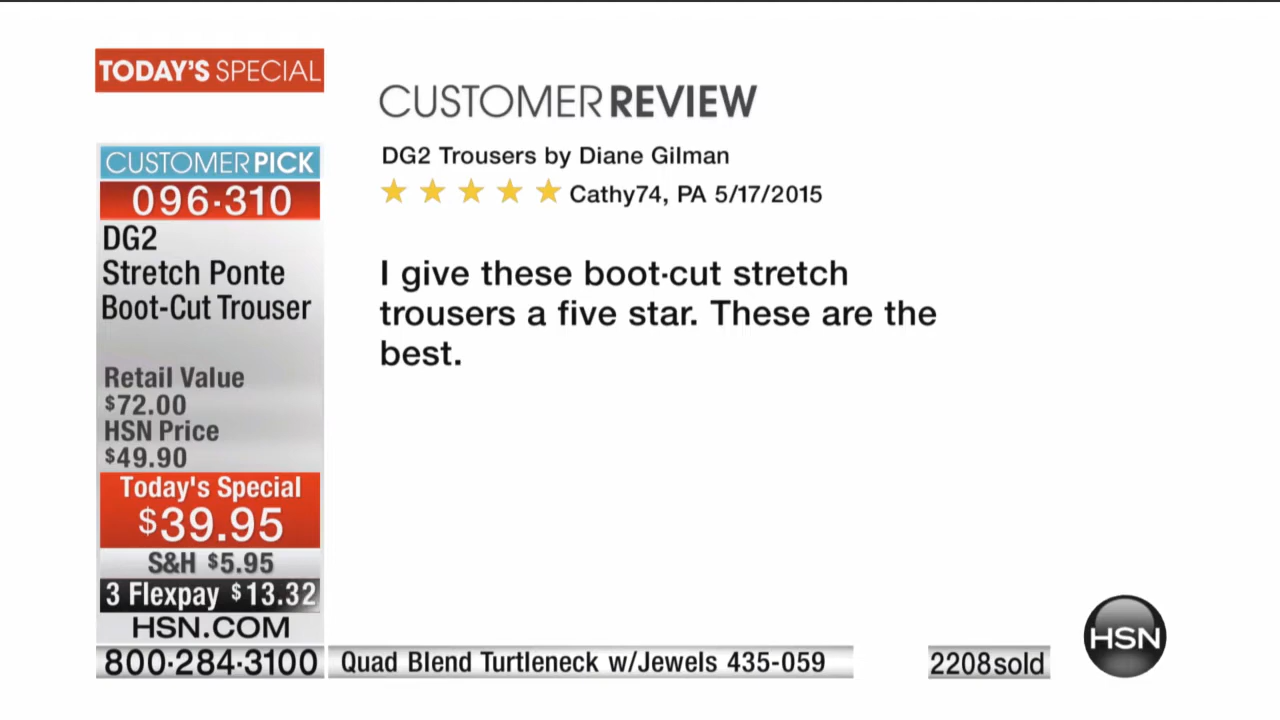 TODAY'S SPECIAL
CUSTOMER REVIEW
DG2 Trousers by Diane Gilman
Cathy74, PA 5/17/2015
I give these boot-cut stretch
trousers a five star. These are the
best.
CUSTOMER PICK
096-310
DG2
Stretch Ponte
Boot-Cut Trouser
Retail Value
$72.00
HSN Price
$49.90
Today's Special
$39.95
S&H $5.95
3 Flexpay $13.32
HSN.COM
800-284-3100
Quad Blend Turtleneck w/Jewels 435-059
2208sold
HSN